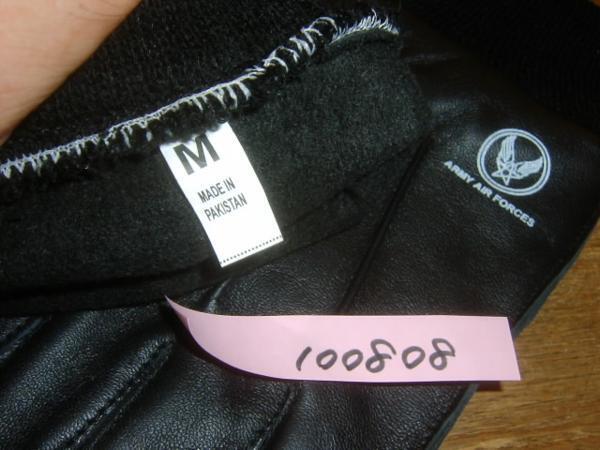 M
MADE IN
PAKISTAN
ARMY AIR FORCES
100808